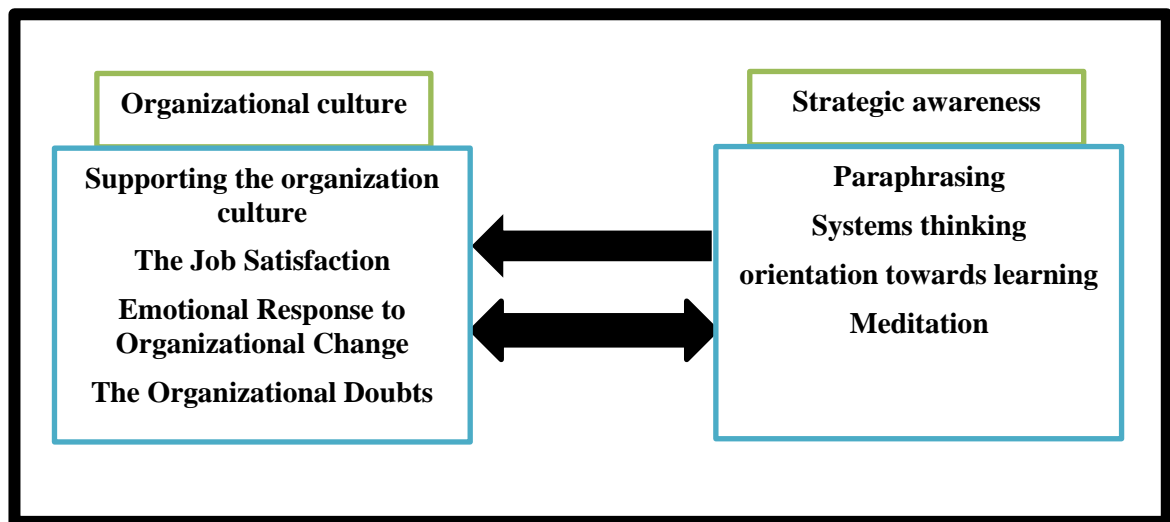 Organizational culture
Supporting the organization
culture
The Job Satisfaction
Emotional Response to
Organizational Change
The Organizational Doubts
Strategic awareness
Paraphrasing
Systems thinking
orientation towards learning
Meditation